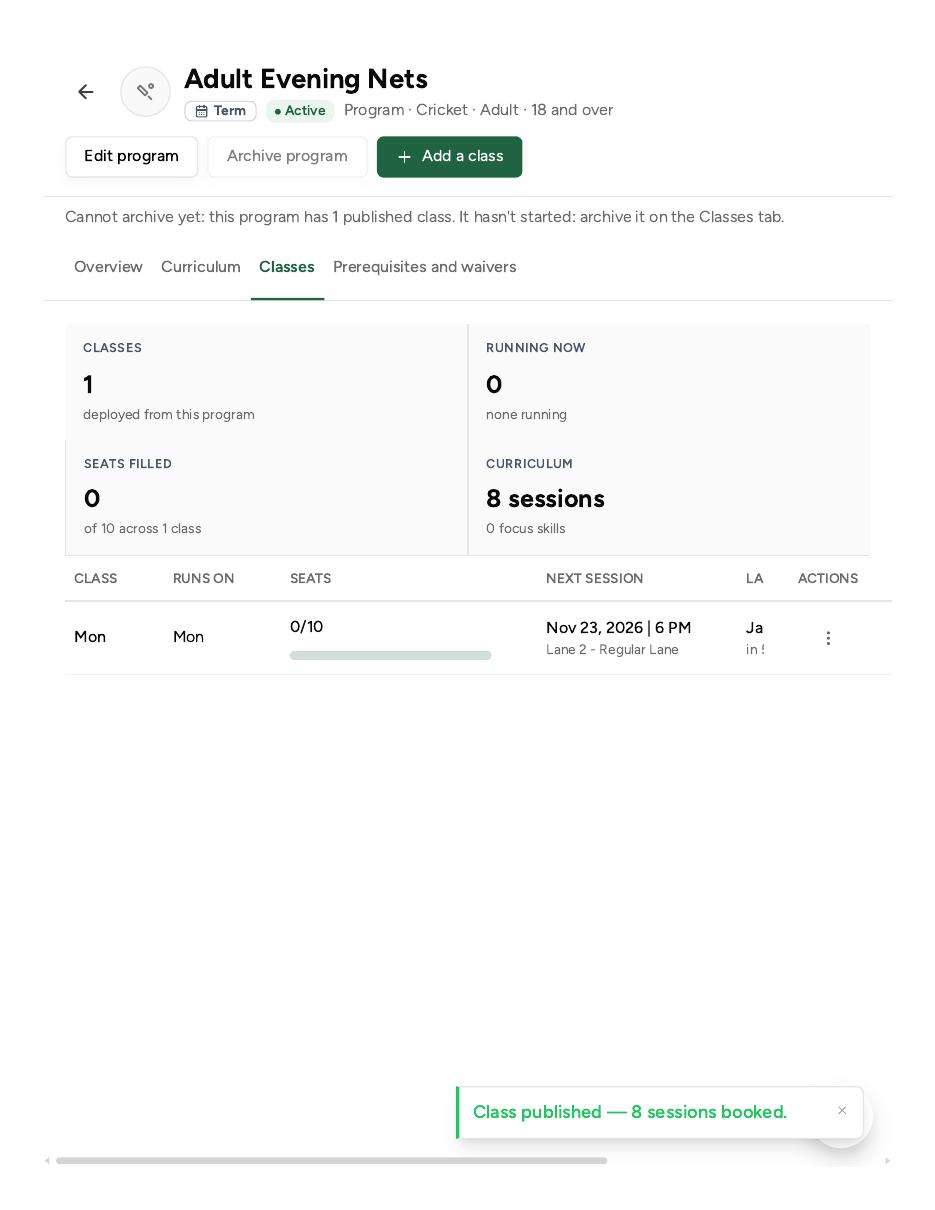 Adult Evening Nets
Term
Active
Program · Cricket · Adult · 18 and over
Edit program
Archive program
Add a class
Cannot archive yet: this program has 1 published class. It hasn't started: archive it on the Classes tab.
Overview
Curriculum
Classes
Prerequisites and waivers
CLASSES
1
deployed from this program
RUNNING NOW
0
none running
SEATS FILLED
0
of 10 across 1 class
CURRICULUM
8 sessions
0 focus skills
CLASS
RUNS ON
SEATS
NEXT SESSION
LA
ACTIONS
Mon
Mon
0/10
Nov 23, 2026 | 6 PM
Lane 2 - Regular Lane
Ja
in
Class published — 8 sessions booked.